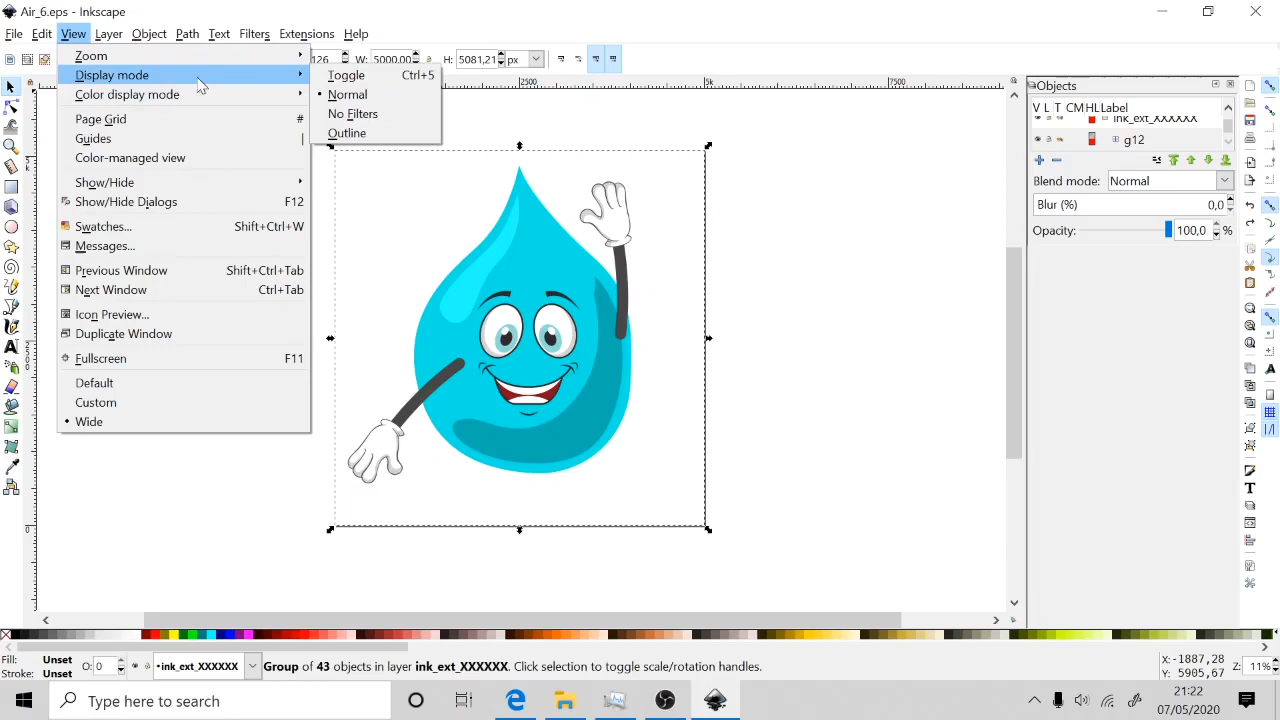 Air_6.eps - Inkscape
File Edit View Layer Object Path Text Filters Extensions Help
126 W: 5000,00 H: 5081,21 px
Zoom
Display mode
Color display mode
Page Grid #
Guides |
Color-managed view
Show/Hide
Show/Hide Dialogs F12
Swatches... Shift+Ctrl+W
Messages...
Previous Window Shift+Ctrl+Tab
Next Window Ctrl+Tab
Icon Preview...
Duplicate Window
Fullscreen F11
Default
Custom
Wide
Toggle Ctrl+5
Normal
No Filters
Outline
2500 5k 7500
Objects
V L T CM HL Label
ink_ext_XXXXXX
g12
Blend mode: Normal
Blur (%) 0,0
Opacity: 100,0 %
Fill: Unset
Stroke: Unset
O: 0
•ink_ext_XXXXXX
Group of 43 objects in layer ink_ext_XXXXXX. Click selection to toggle scale/rotation handles.
X: -1887,28
Y: 5905,67
Z: 11%
Type here to search
21:22
07/05/2020